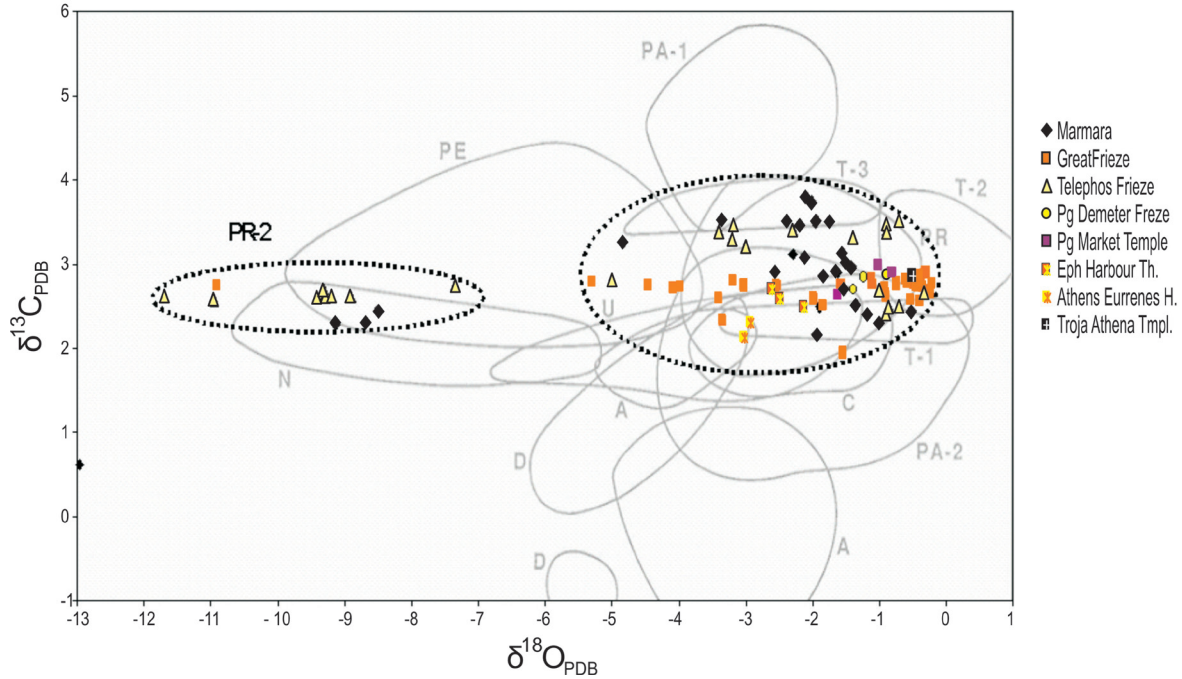 6
PA-1
5
PE
4
T-3
T-2
PR-2
PR
3
U
2
T-1
N
A
C
1
D
PA-2
0
A
D
-1
-13
-12
-11
-10
-9
-8
-7
-6
-5
-4
-3
-2
-1
0
1
δ13CPDB
δ18OPDB
Marmara
GreatFrieze
Telephos Frieze
Pg Demeter Freze
Pg Market Temple
Eph Harbour Th.
Athens Eurrenes H.
Troja Athena Tmpl.